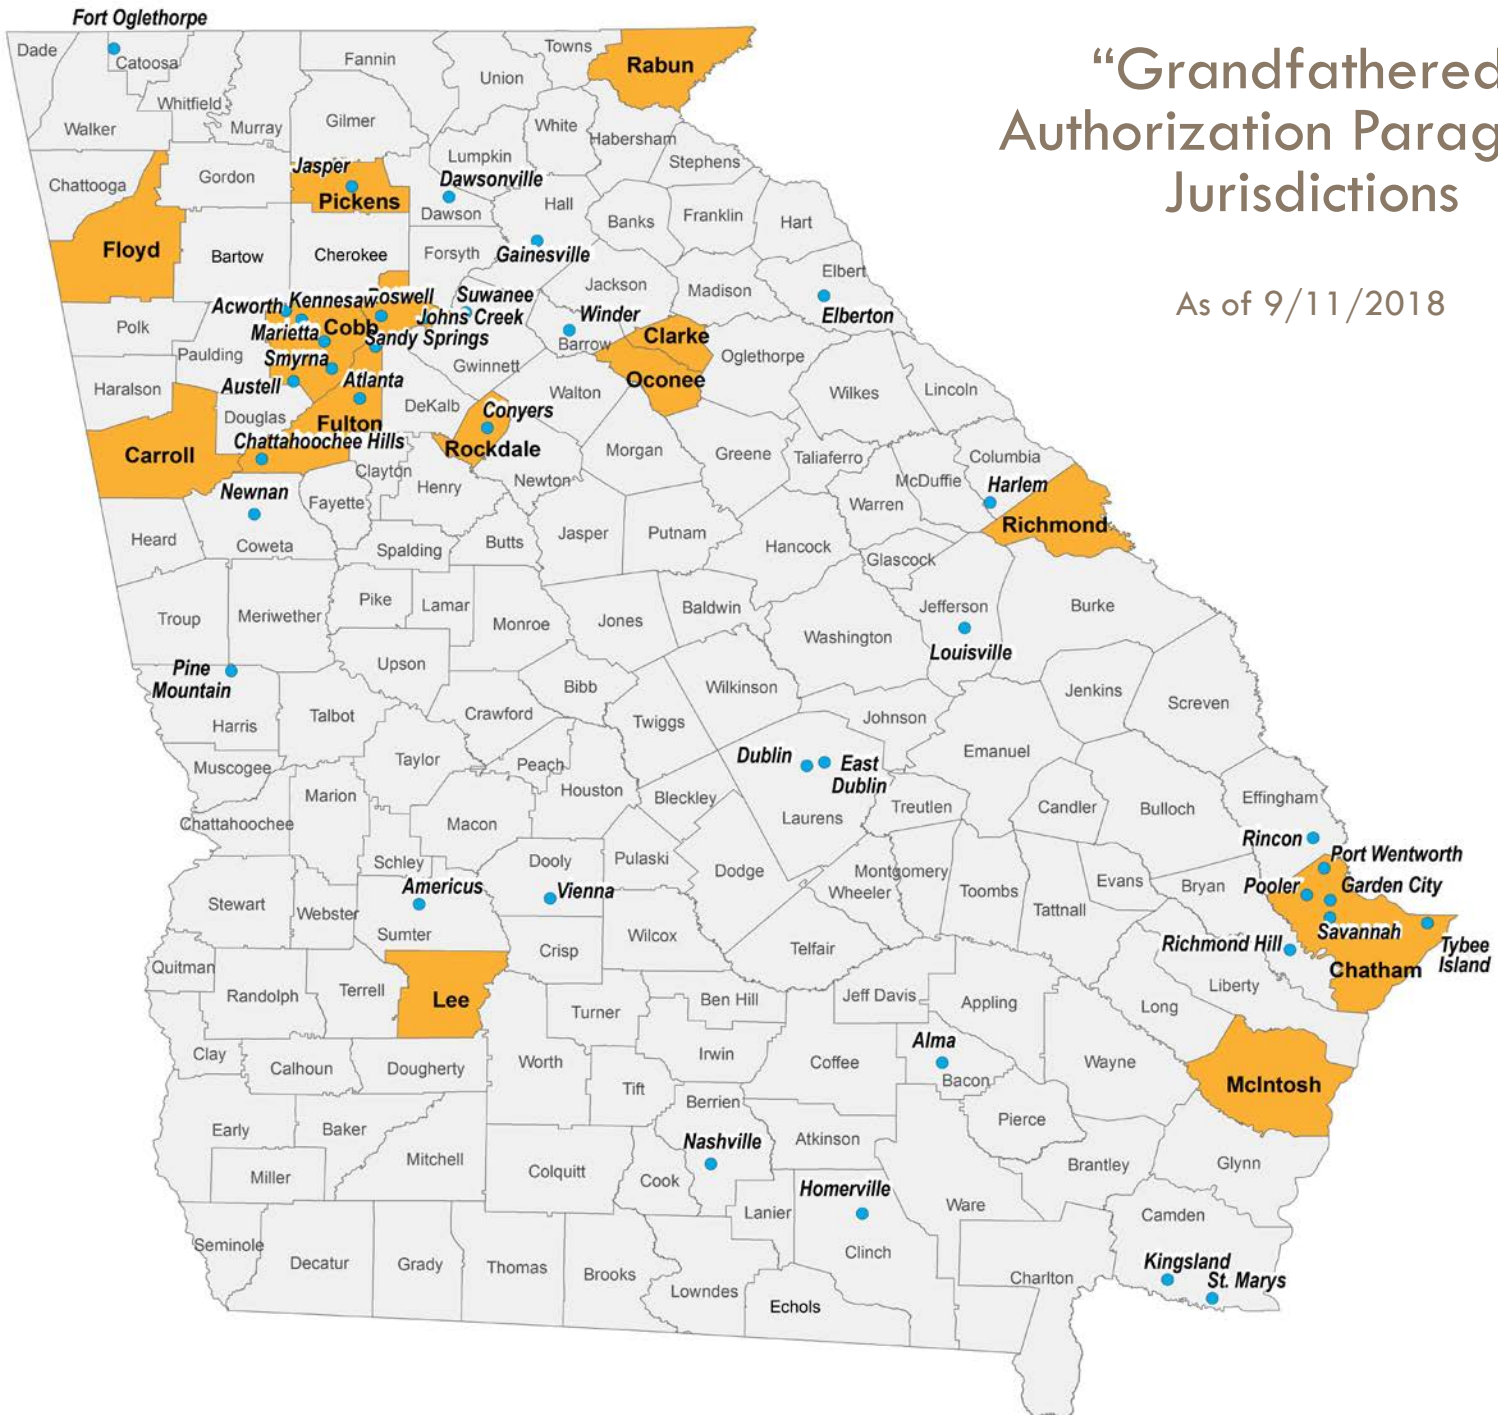 “Grandfathered
Authorization Parag
Jurisdictions
As of 9/11/2018
Fort Oglethorpe
Dade
Catoosa
Fannin
Towns
Union
Rabun
Whitfield
Walker
Murray
Gilmer
White
Habersham
Lumpkin
Stephens
Chattooga
Gordon
Jasper
Pickens
Dawsonville
Dawson
Hall
Banks
Franklin
Hart
Floyd
Bartow
Cherokee
Forsyth
Gainesville
Jackson
Madison
Elbert
Elberton
Polk
Acworth
Kennesaw
Roswell
Suwanee
Johns Creek
Winder
Barrow
Clarke
Marietta
Cobb
Sandy Springs
Paulding
Smyrna
Gwinnett
Oconee
Oglethorpe
Haralson
Austell
Atlanta
DeKalb
Walton
Wilkes
Lincoln
Douglas
Fulton
Conyers
Rockdale
Chattahoochee Hills
Carroll
Morgan
Greene
Taliaferro
Columbia
Clayton
Henry
Newton
McDuffie
Harlem
Newnan
Fayette
Warren
Richmond
Heard
Coweta
Spalding
Butts
Jasper
Putnam
Hancock
Glascock
Troup
Meriwether
Pike
Lamar
Monroe
Jones
Baldwin
Washington
Jefferson
Louisville
Burke
Pine
Mountain
Upson
Bibb
Wilkinson
Jenkins
Screven
Harris
Talbot
Crawford
Twiggs
Johnson
Muscogee
Taylor
Peach
Dublin
East
Dublin
Emanuel
Marion
Houston
Bleckley
Laurens
Treutlen
Candler
Bulloch
Effingham
Chattahoochee
Macon
Rincon
Schley
Dooly
Pulaski
Dodge
Montgomery
Wheeler
Toombs
Evans
Bryan
Port Wentworth
Pooler
Garden City
Stewart
Webster
Americus
Sumter
Vienna
Tattnall
Savannah
Crisp
Wilcox
Telfair
Richmond Hill
Tybee
Island
Chatham
Quitman
Randolph
Terrell
Lee
Turner
Ben Hill
Jeff Davis
Appling
Long
Liberty
Clay
Calhoun
Dougherty
Worth
Irwin
Coffee
Alma
Bacon
Wayne
McIntosh
Tift
Early
Baker
Berrien
Pierce
Mitchell
Nashville
Atkinson
Miller
Colquitt
Cook
Brantley
Glynn
Homerville
Lanier
Ware
Camden
Seminole
Decatur
Grady
Thomas
Brooks
Lowndes
Clinch
Charlton
Kingsland
St. Marys
Echols